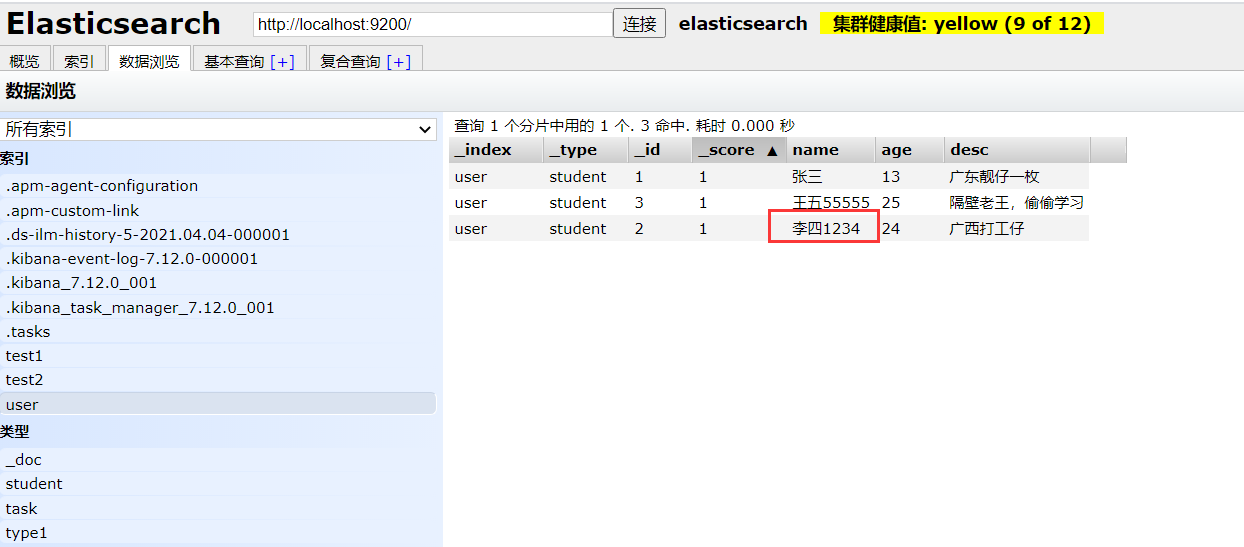 Elasticsearch http://localhost:9200/ 连接 elasticsearch 集群健康值: yellow (9 of 12)
概览 索引 数据浏览 基本查询 [+] 复合查询 [+]
数据浏览
所有索引
索引
.apm-agent-configuration
.apm-custom-link
.ds-ilm-history-5-2021.04.04-000001
.kibana-event-log-7.12.0-000001
.kibana_7.12.0_001
.kibana_task_manager_7.12.0_001
.tasks
test1
test2
user
类型
_doc
student
task
type1
查询 1 个分片中用的 1 个. 3 命中. 耗时 0.000 秒
_index _type _id _score ▲ name age desc
user student 1 1 张三 13 广东靓仔一枚
user student 3 1 王五55555 25 隔壁老王，偷偷学习
user student 2 1 李四1234 24 广西打工仔